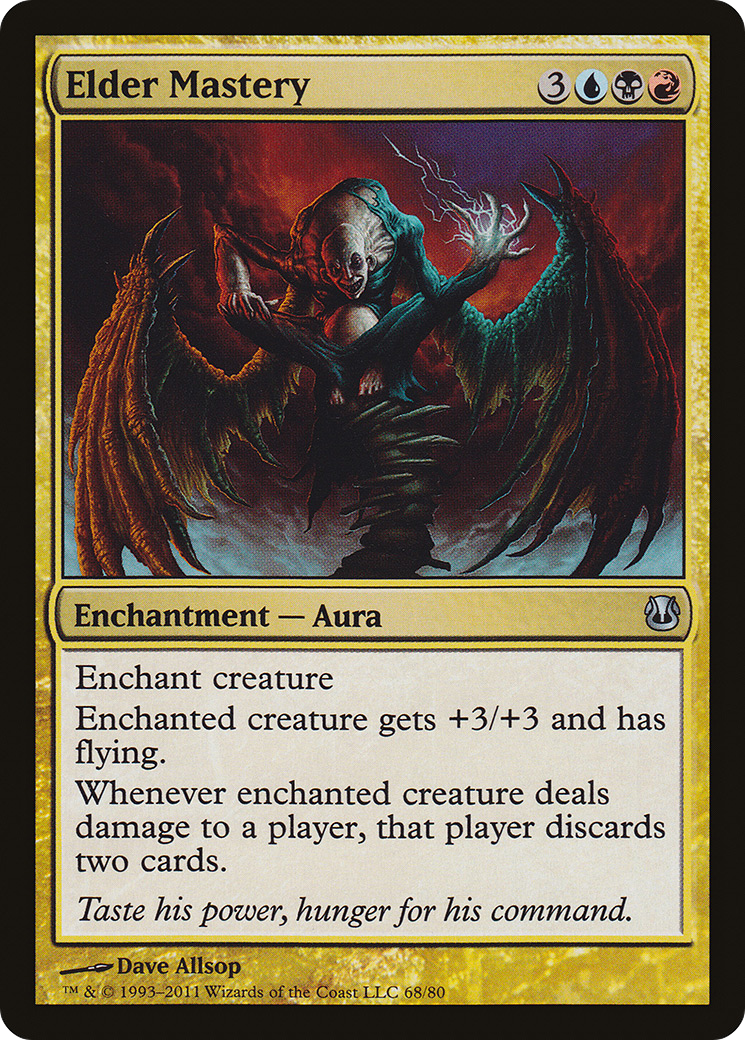 Elder Mastery 3
Enchantment — Aura
Enchant creature
Enchanted creature gets +3/+3 and has
flying.
Whenever enchanted creature deals
damage to a player, that player discards
two cards.
Taste his power, hunger for his command.
Dave Allsop
™ & © 1993–2011 Wizards of the Coast LLC 68/80